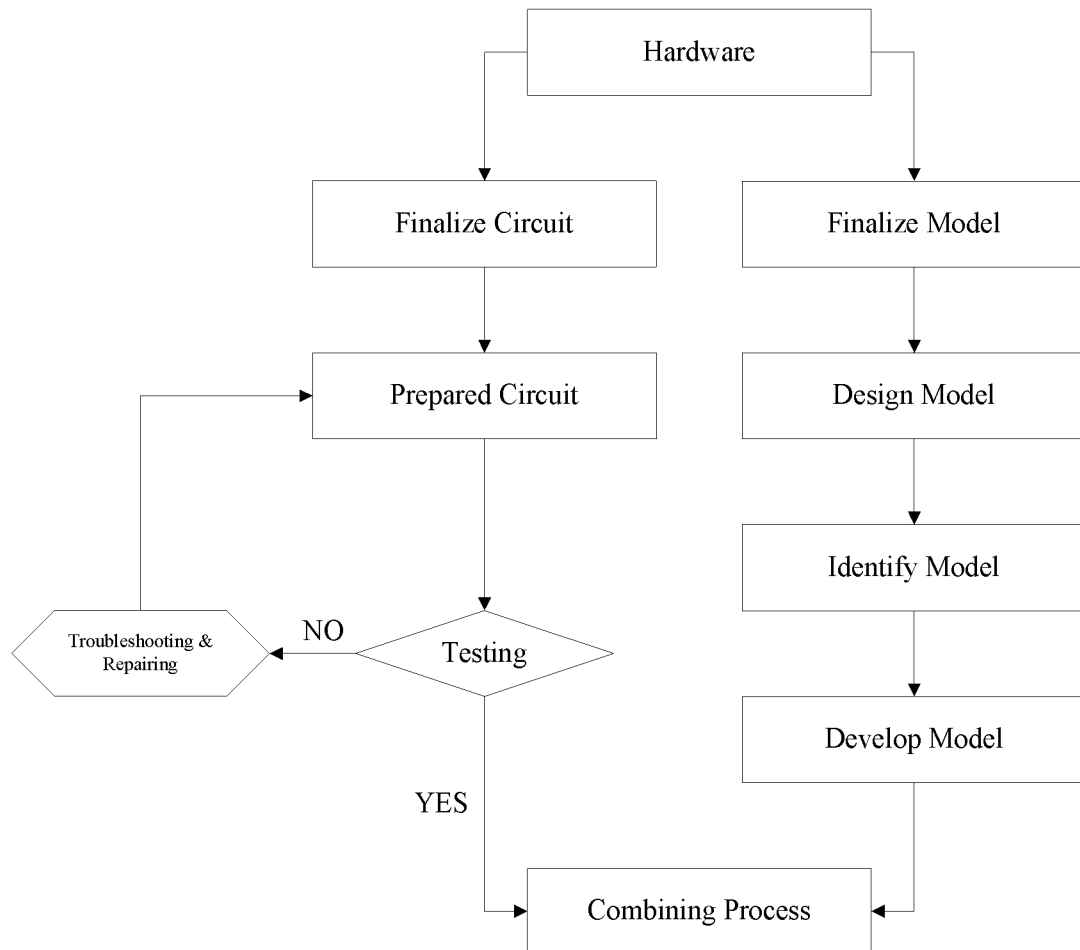 Hardware
Finalize Circuit
Finalize Model
Prepared Circuit
Design Model
Identify Model
Troubleshooting &
Repairing
NO
Testing
Develop Model
YES
Combining Process